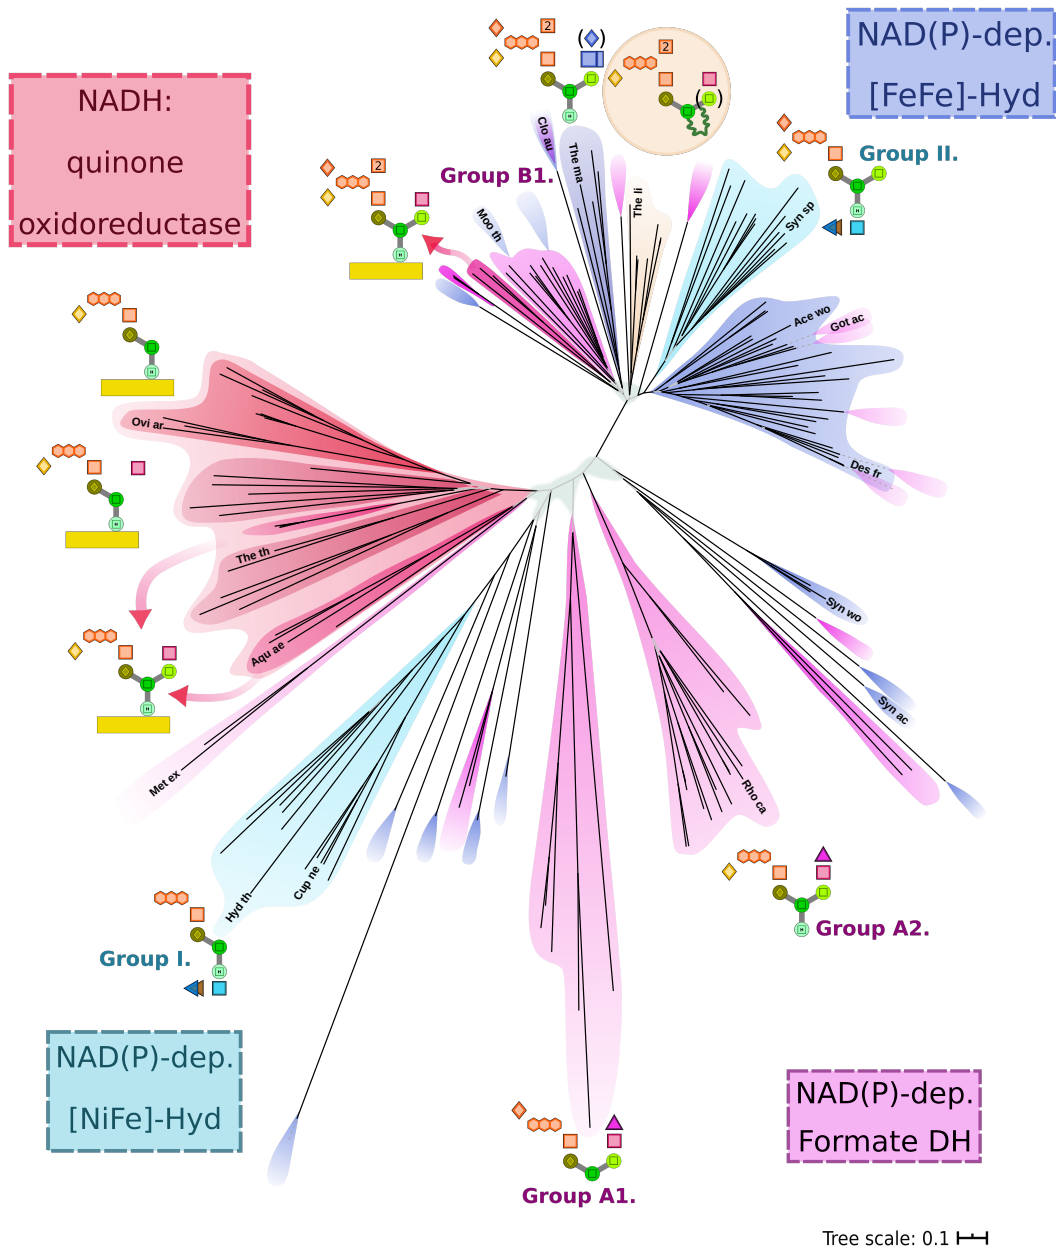 NADH:
quinone
oxidoreductase
NAD(P)-dep.
[FeFe]-Hyd
2
( )
2
( )
H
Group II.
2
Group B1.
Clo au
The ma
The li
Syn sp
H
Moo th
H
Ace wo
Got ac
Des fr
H
Ovi ar
H
The th
Aqu ae
H
Met ex
Syn wo
Syn ac
Rho ca
Hyd th
Cup ne
H
Group A2.
H
Group I.
NAD(P)-dep.
[NiFe]-Hyd
NAD(P)-dep.
Formate DH
Group A1.
Tree scale: 0.1